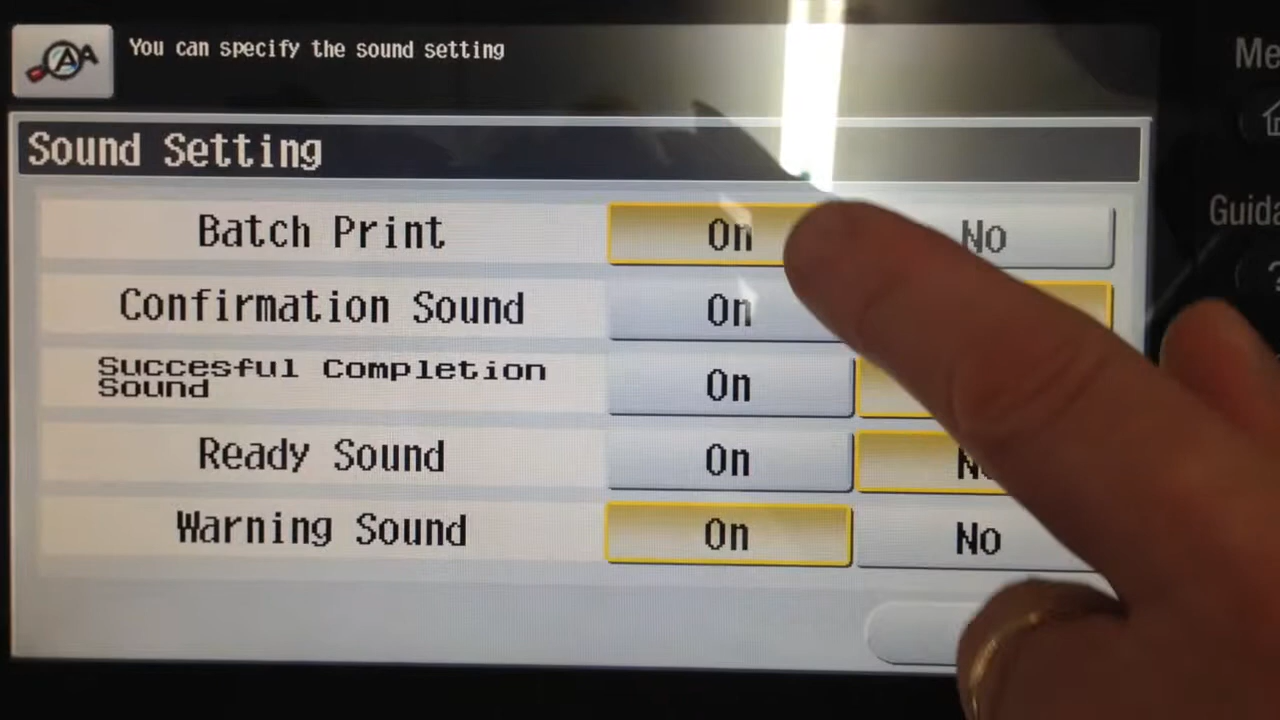 You can specify the sound setting
Sound Setting
Batch Print On No
Confirmation Sound On
Succesful Completion
Sound
On
Ready Sound On
Warning Sound On No